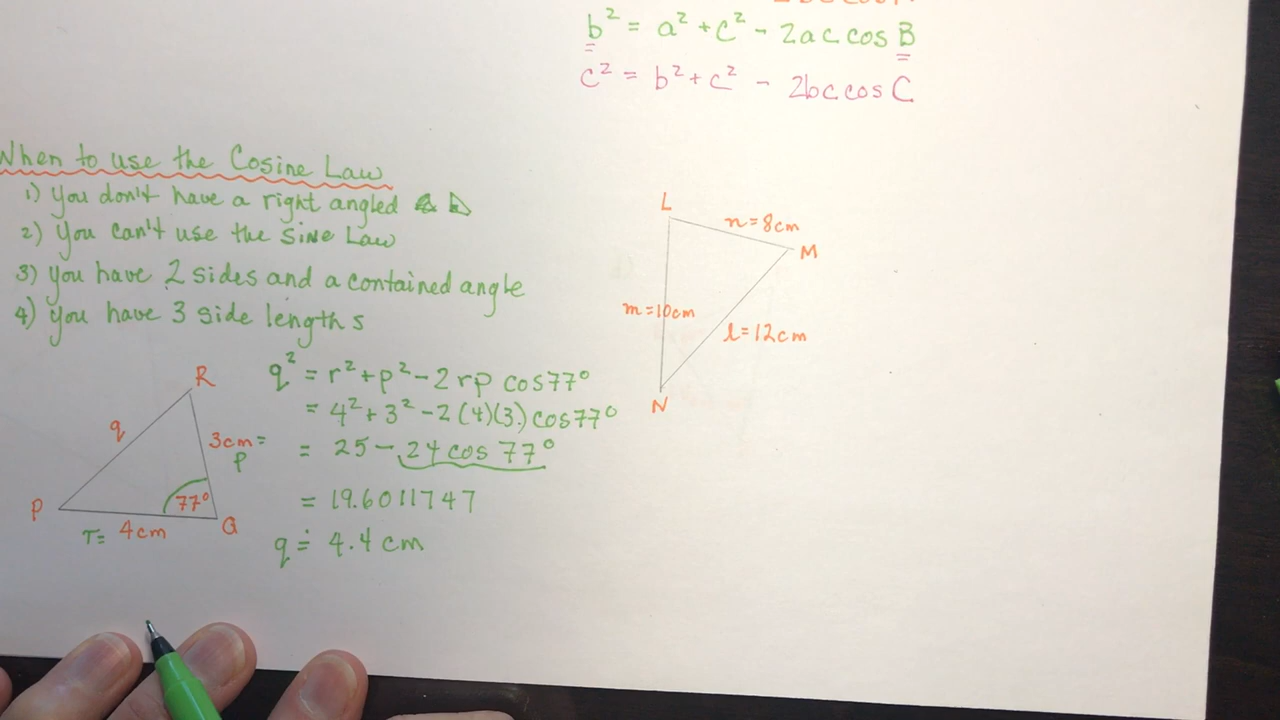 b² = a² + c² - 2ac cos B
c² = b² + c² - 2bc cos C
When to use the Cosine Law
1) You don't have a right angled
2) You can't use the Sine Law
3) you have 2 sides and a contained angle
4) you have 3 side lengths
L
n=8cm
M
m=10cm
l=12cm
N
R
q
3cm=
p
77°
P
Q
r= 4cm
q² = r² + p² - 2 rp cos77°
= 4² + 3² - 2(4)(3) cos77°
= 25 - 24 cos 77°
= 19.6011747
q ≐ 4.4 cm